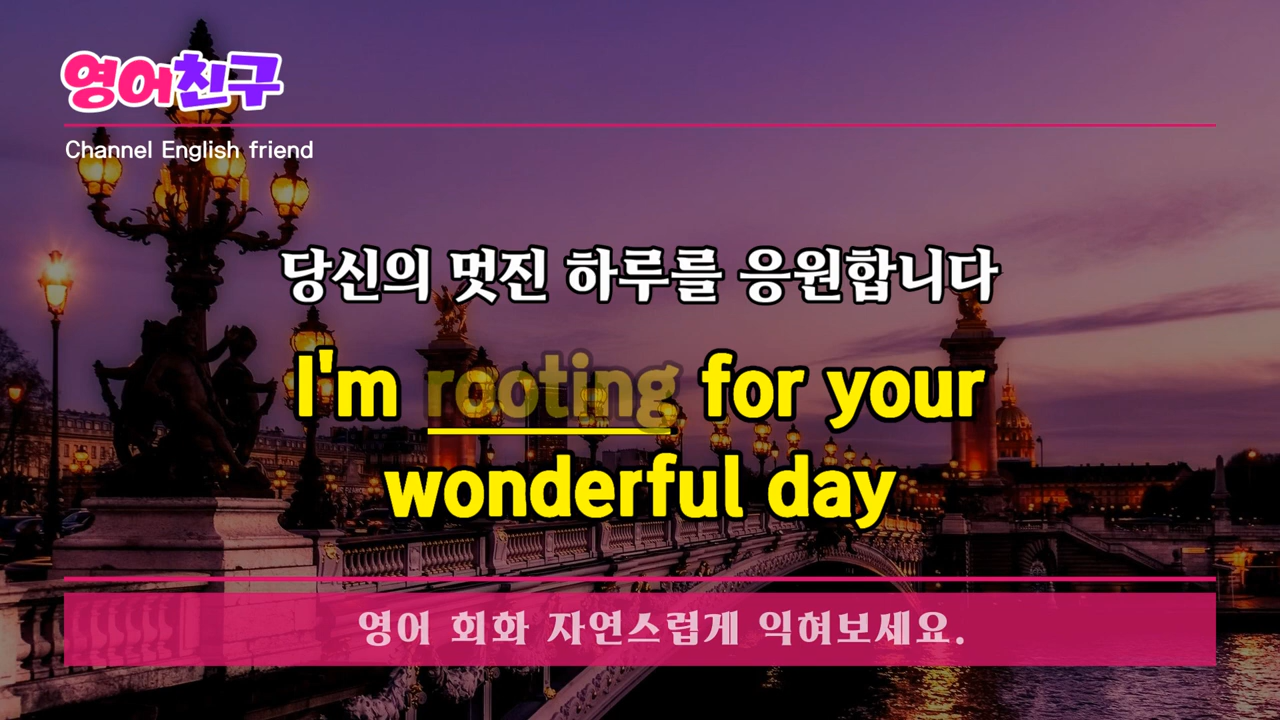 영어친구
Channel English friend
당신의 멋진 하루를 응원합니다
I'm rooting for your
wonderful day
영어 회화 자연스럽게 익혀보세요.